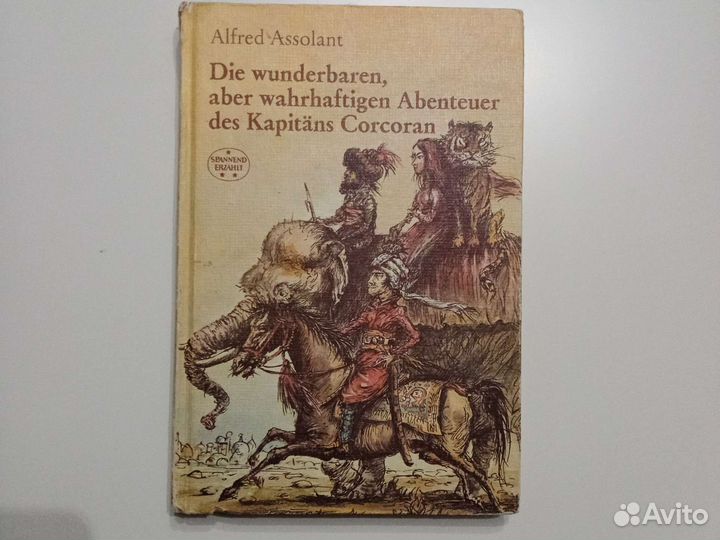 Alfred Assolant
Die wunderbaren,
aber wahrhaftigen Abenteuer
des Kapitäns Corcoran
SPANNEND
ERZÄHLT
Avito